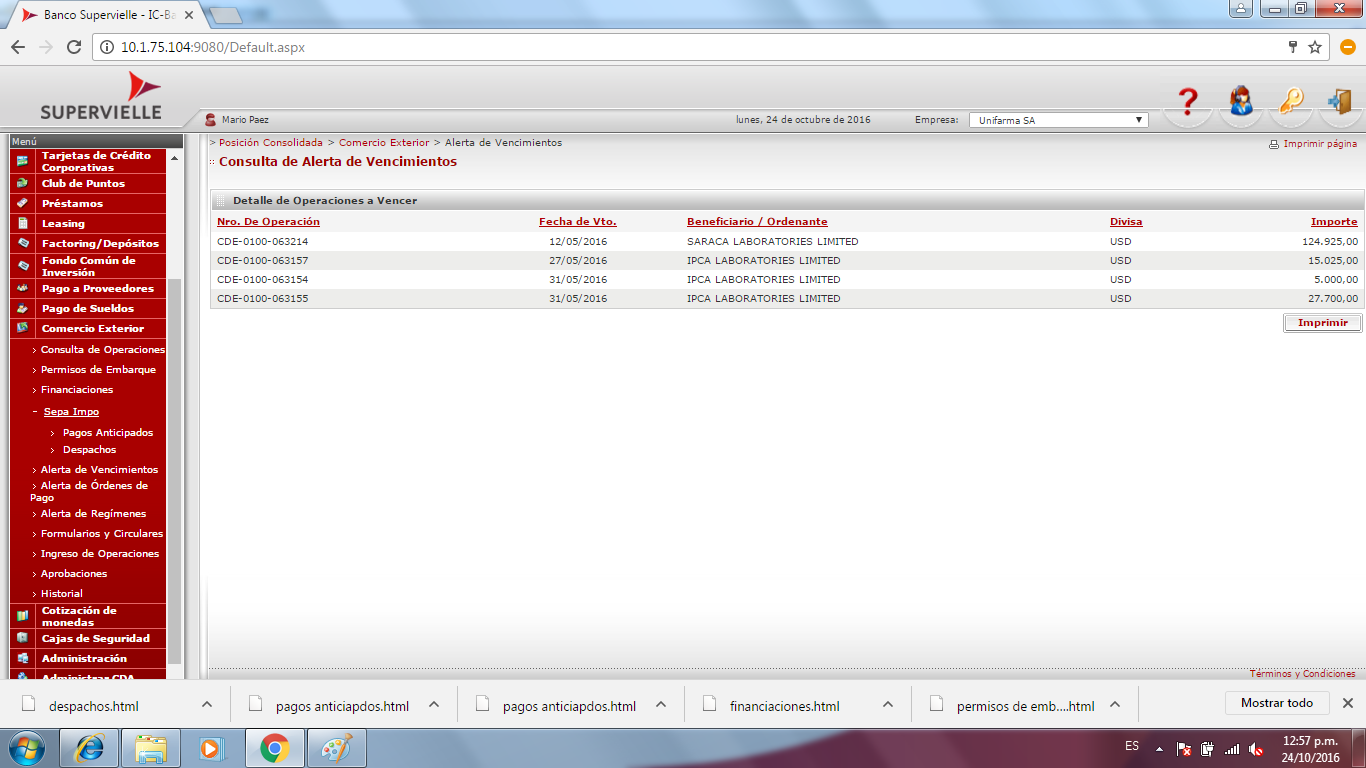 Banco Supervielle - IC-Ba
10.1.75.104:9080/Default.aspx
SUPERVIELLE
Mario Paez
lunes, 24 de octubre de 2016
Empresa:
Unifarma SA
Menú
Tarjetas de Crédito
Corporativas
Club de Puntos
Préstamos
Leasing
Factoring/Depósitos
Fondo Común de
Inversión
Pago a Proveedores
Pago de Sueldos
Comercio Exterior
> Consulta de Operaciones
> Permisos de Embarque
> Financiaciones
- Sepa Impo
> Pagos Anticipados
> Despachos
> Alerta de Vencimientos
> Alerta de Órdenes de
Pago
> Alerta de Regímenes
> Formularios y Circulares
> Ingreso de Operaciones
> Aprobaciones
> Historial
Cotización de
monedas
Cajas de Seguridad
Administración
Administrar CDA
> Posición Consolidada > Comercio Exterior > Alerta de Vencimientos
Imprimir página
:: Consulta de Alerta de Vencimientos
Detalle de Operaciones a Vencer
Nro. De Operación Fecha de Vto. Beneficiario / Ordenante Divisa Importe
CDE-0100-063214 12/05/2016 SARACA LABORATORIES LIMITED USD 124.925,00
CDE-0100-063157 27/05/2016 IPCA LABORATORIES LIMITED USD 15.025,00
CDE-0100-063154 31/05/2016 IPCA LABORATORIES LIMITED USD 5.000,00
CDE-0100-063155 31/05/2016 IPCA LABORATORIES LIMITED USD 27.700,00
Imprimir
Términos y Condiciones
despachos.html
pagos anticiapdos.html
pagos anticiapdos.html
financiaciones.html
permisos de emb....html
Mostrar todo
ES
12:57 p.m.
24/10/2016